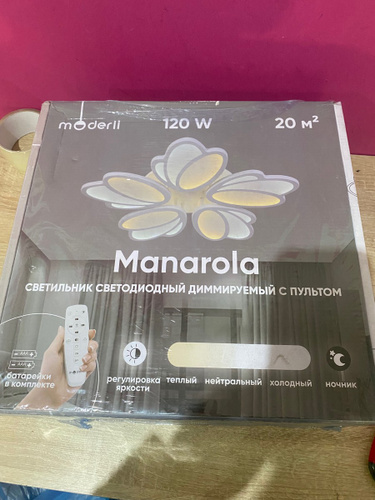 moderli
120 W
20 м²
Manarola
СВЕТИЛЬНИК СВЕТОДИОДНЫЙ ДИММИРУЕМЫЙ С ПУЛЬТОМ
батарейки
в комплекте
регулировка
яркости
теплый нейтральный холодный
ночник